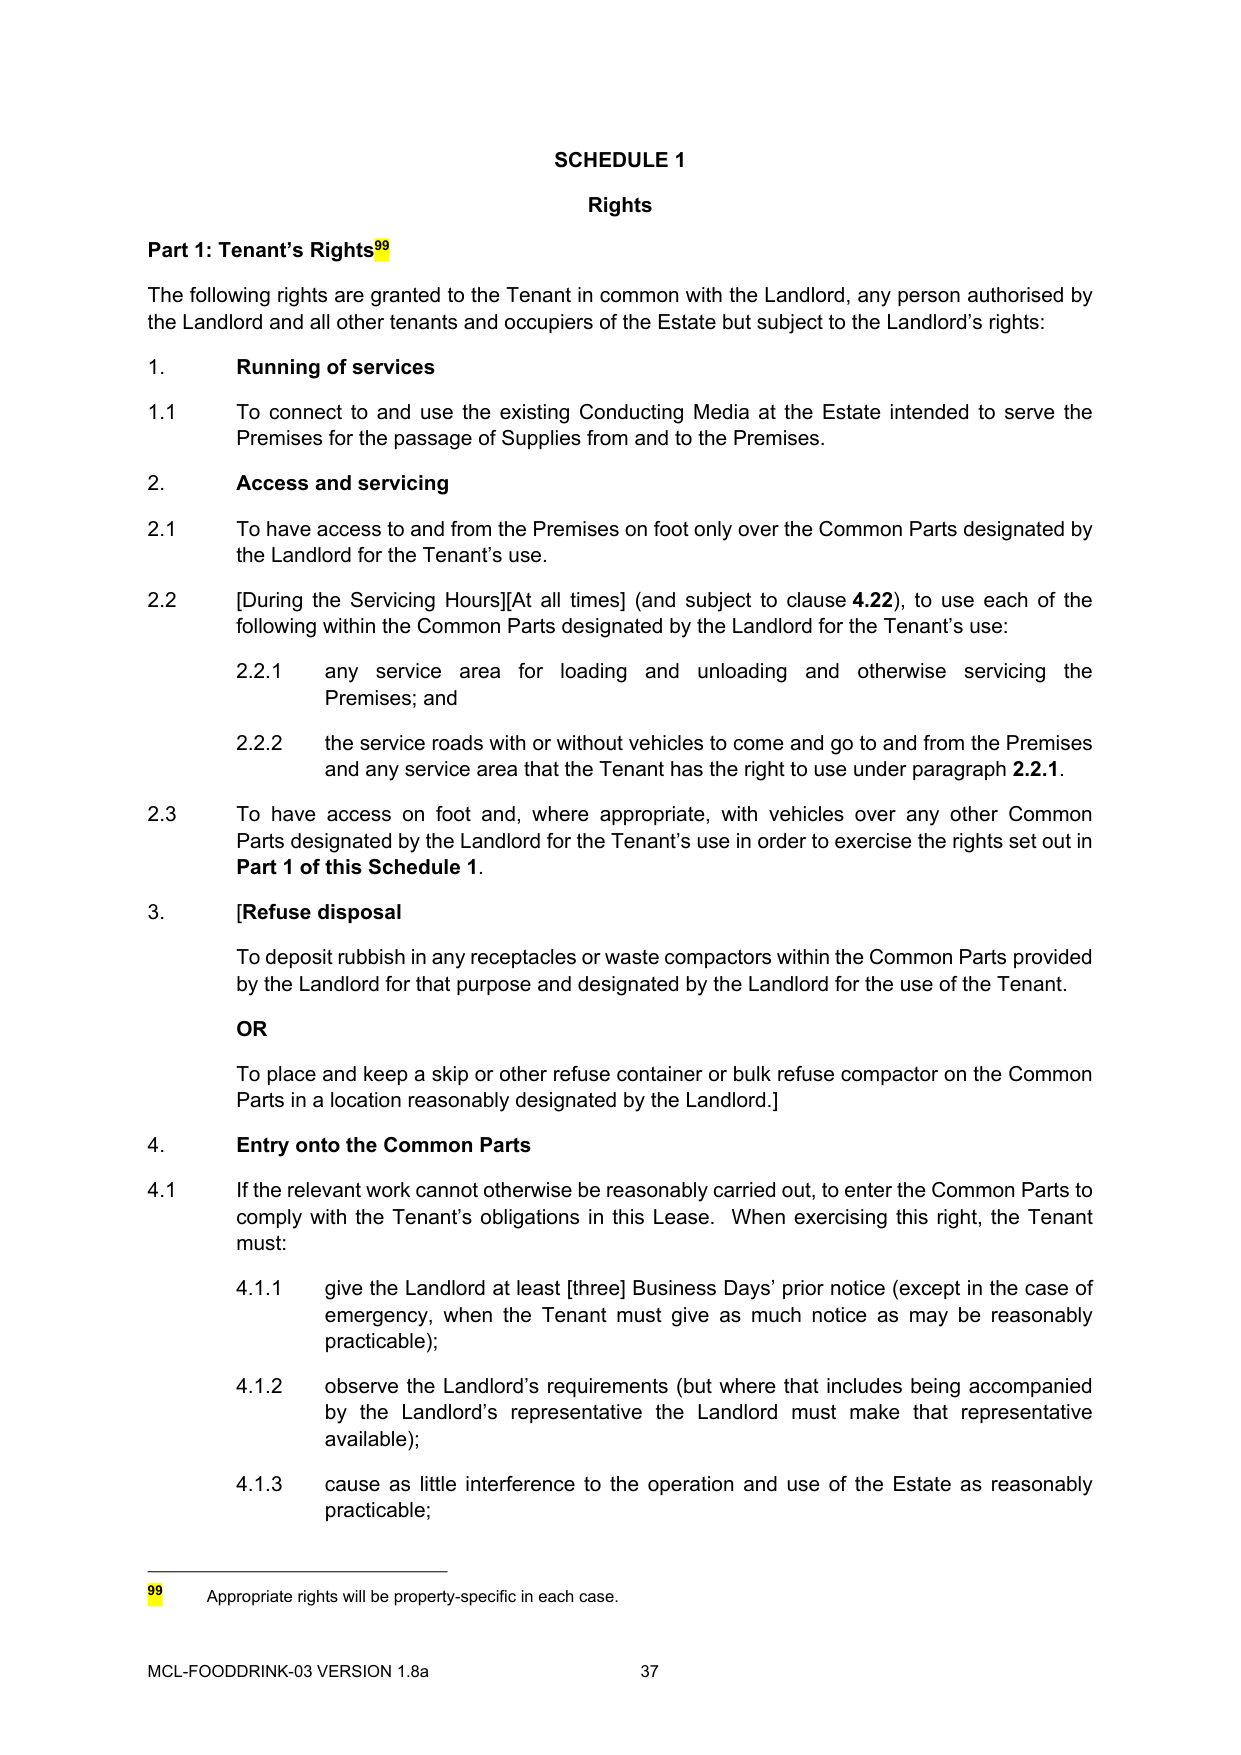 SCHEDULE 1
Rights
Part 1: Tenant’s Rights99
The following rights are granted to the Tenant in common with the Landlord, any person authorised by
the Landlord and all other tenants and occupiers of the Estate but subject to the Landlord’s rights:
1. Running of services
1.1 To connect to and use the existing Conducting Media at the Estate intended to serve the
Premises for the passage of Supplies from and to the Premises.
2. Access and servicing
2.1 To have access to and from the Premises on foot only over the Common Parts designated by
the Landlord for the Tenant’s use.
2.2 [During the Servicing Hours][At all times] (and subject to clause 4.22), to use each of the
following within the Common Parts designated by the Landlord for the Tenant’s use:
2.2.1 any service area for loading and unloading and otherwise servicing the
Premises; and
2.2.2 the service roads with or without vehicles to come and go to and from the Premises
and any service area that the Tenant has the right to use under paragraph 2.2.1.
2.3 To have access on foot and, where appropriate, with vehicles over any other Common
Parts designated by the Landlord for the Tenant’s use in order to exercise the rights set out in
Part 1 of this Schedule 1.
3. [Refuse disposal
To deposit rubbish in any receptacles or waste compactors within the Common Parts provided
by the Landlord for that purpose and designated by the Landlord for the use of the Tenant.
OR
To place and keep a skip or other refuse container or bulk refuse compactor on the Common
Parts in a location reasonably designated by the Landlord.]
4. Entry onto the Common Parts
4.1 If the relevant work cannot otherwise be reasonably carried out, to enter the Common Parts to
comply with the Tenant’s obligations in this Lease. When exercising this right, the Tenant
must:
4.1.1 give the Landlord at least [three] Business Days’ prior notice (except in the case of
emergency, when the Tenant must give as much notice as may be reasonably
practicable);
4.1.2 observe the Landlord’s requirements (but where that includes being accompanied
by the Landlord’s representative the Landlord must make that representative
available);
4.1.3 cause as little interference to the operation and use of the Estate as reasonably
practicable;
99 Appropriate rights will be property-specific in each case.
MCL-FOODDRINK-03 VERSION 1.8a 37